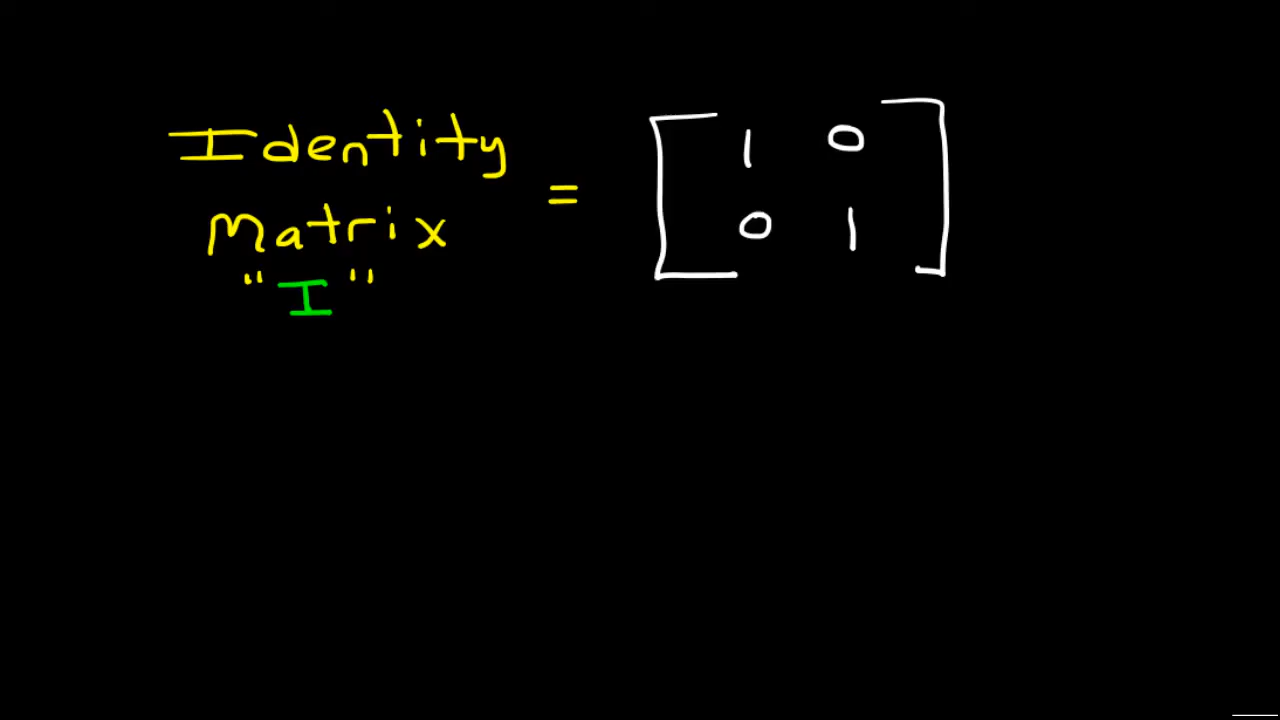 Identity
Matrix
"I"
=
1 0
0 1